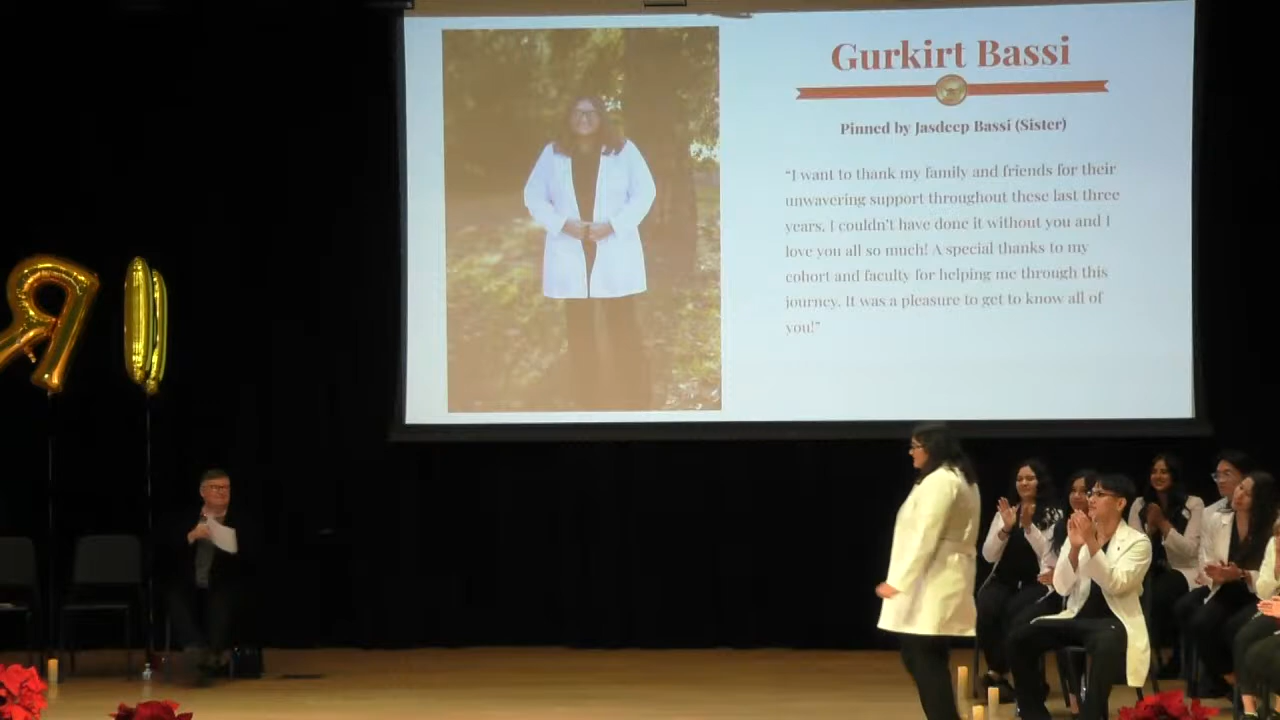 Gurkirt Bassi
Pinned by Jasdeep Bassi (Sister)
“I want to thank my family and friends for their
unwavering support throughout these last three
years. I couldn’t have done it without you and I
love you all so much! A special thanks to my
cohort and faculty for helping me through this
journey. It was a pleasure to get to know all of
you!”
R